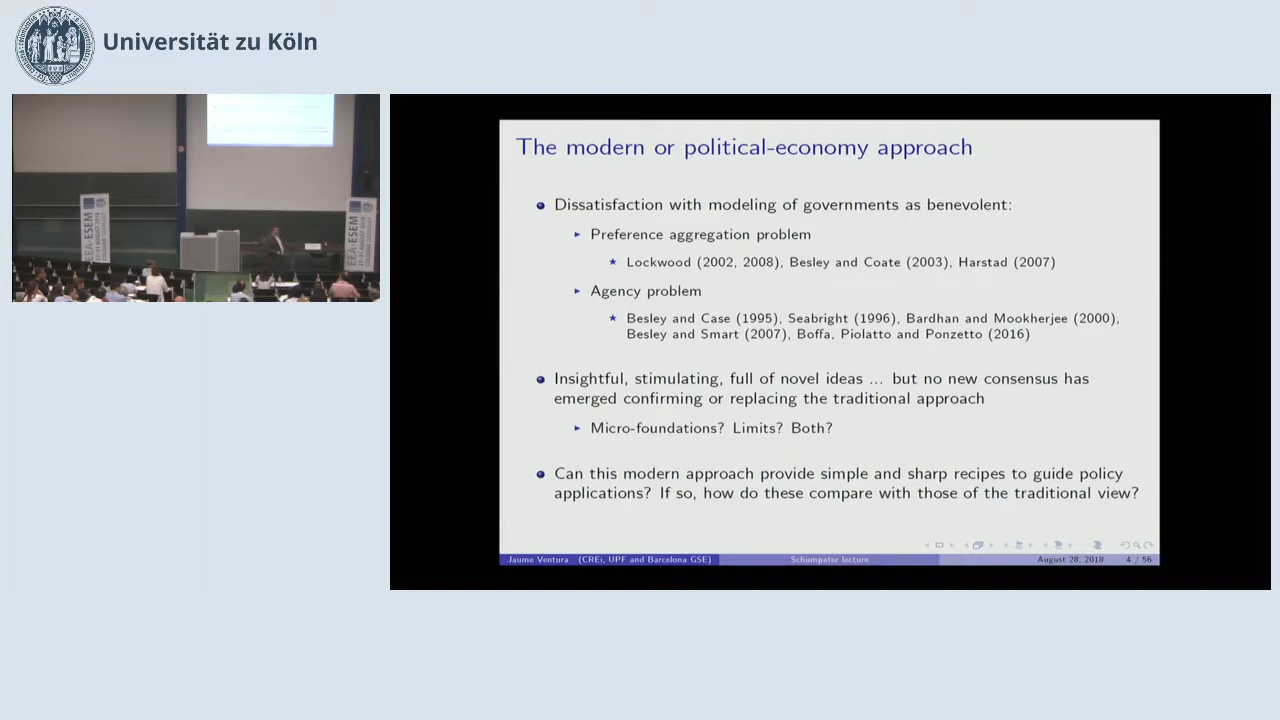 Universität zu Köln
EEA-ESEM
EEA-ESEM
The modern or political-economy approach
Dissatisfaction with modeling of governments as benevolent:
Preference aggregation problem
Lockwood (2002, 2008), Besley and Coate (2003), Harstad (2007)
Agency problem
Besley and Case (1995), Seabright (1996), Bardhan and Mookherjee (2000),
Besley and Smart (2007), Boffa, Piolatto and Ponzetto (2016)
Insightful, stimulating, full of novel ideas ... but no new consensus has
emerged confirming or replacing the traditional approach
Micro-foundations? Limits? Both?
Can this modern approach provide simple and sharp recipes to guide policy
applications? If so, how do these compare with those of the traditional view?
Jaume Ventura (CREi, UPF and Barcelona GSE) Schumpeter lecture August 28, 2018 4 / 56